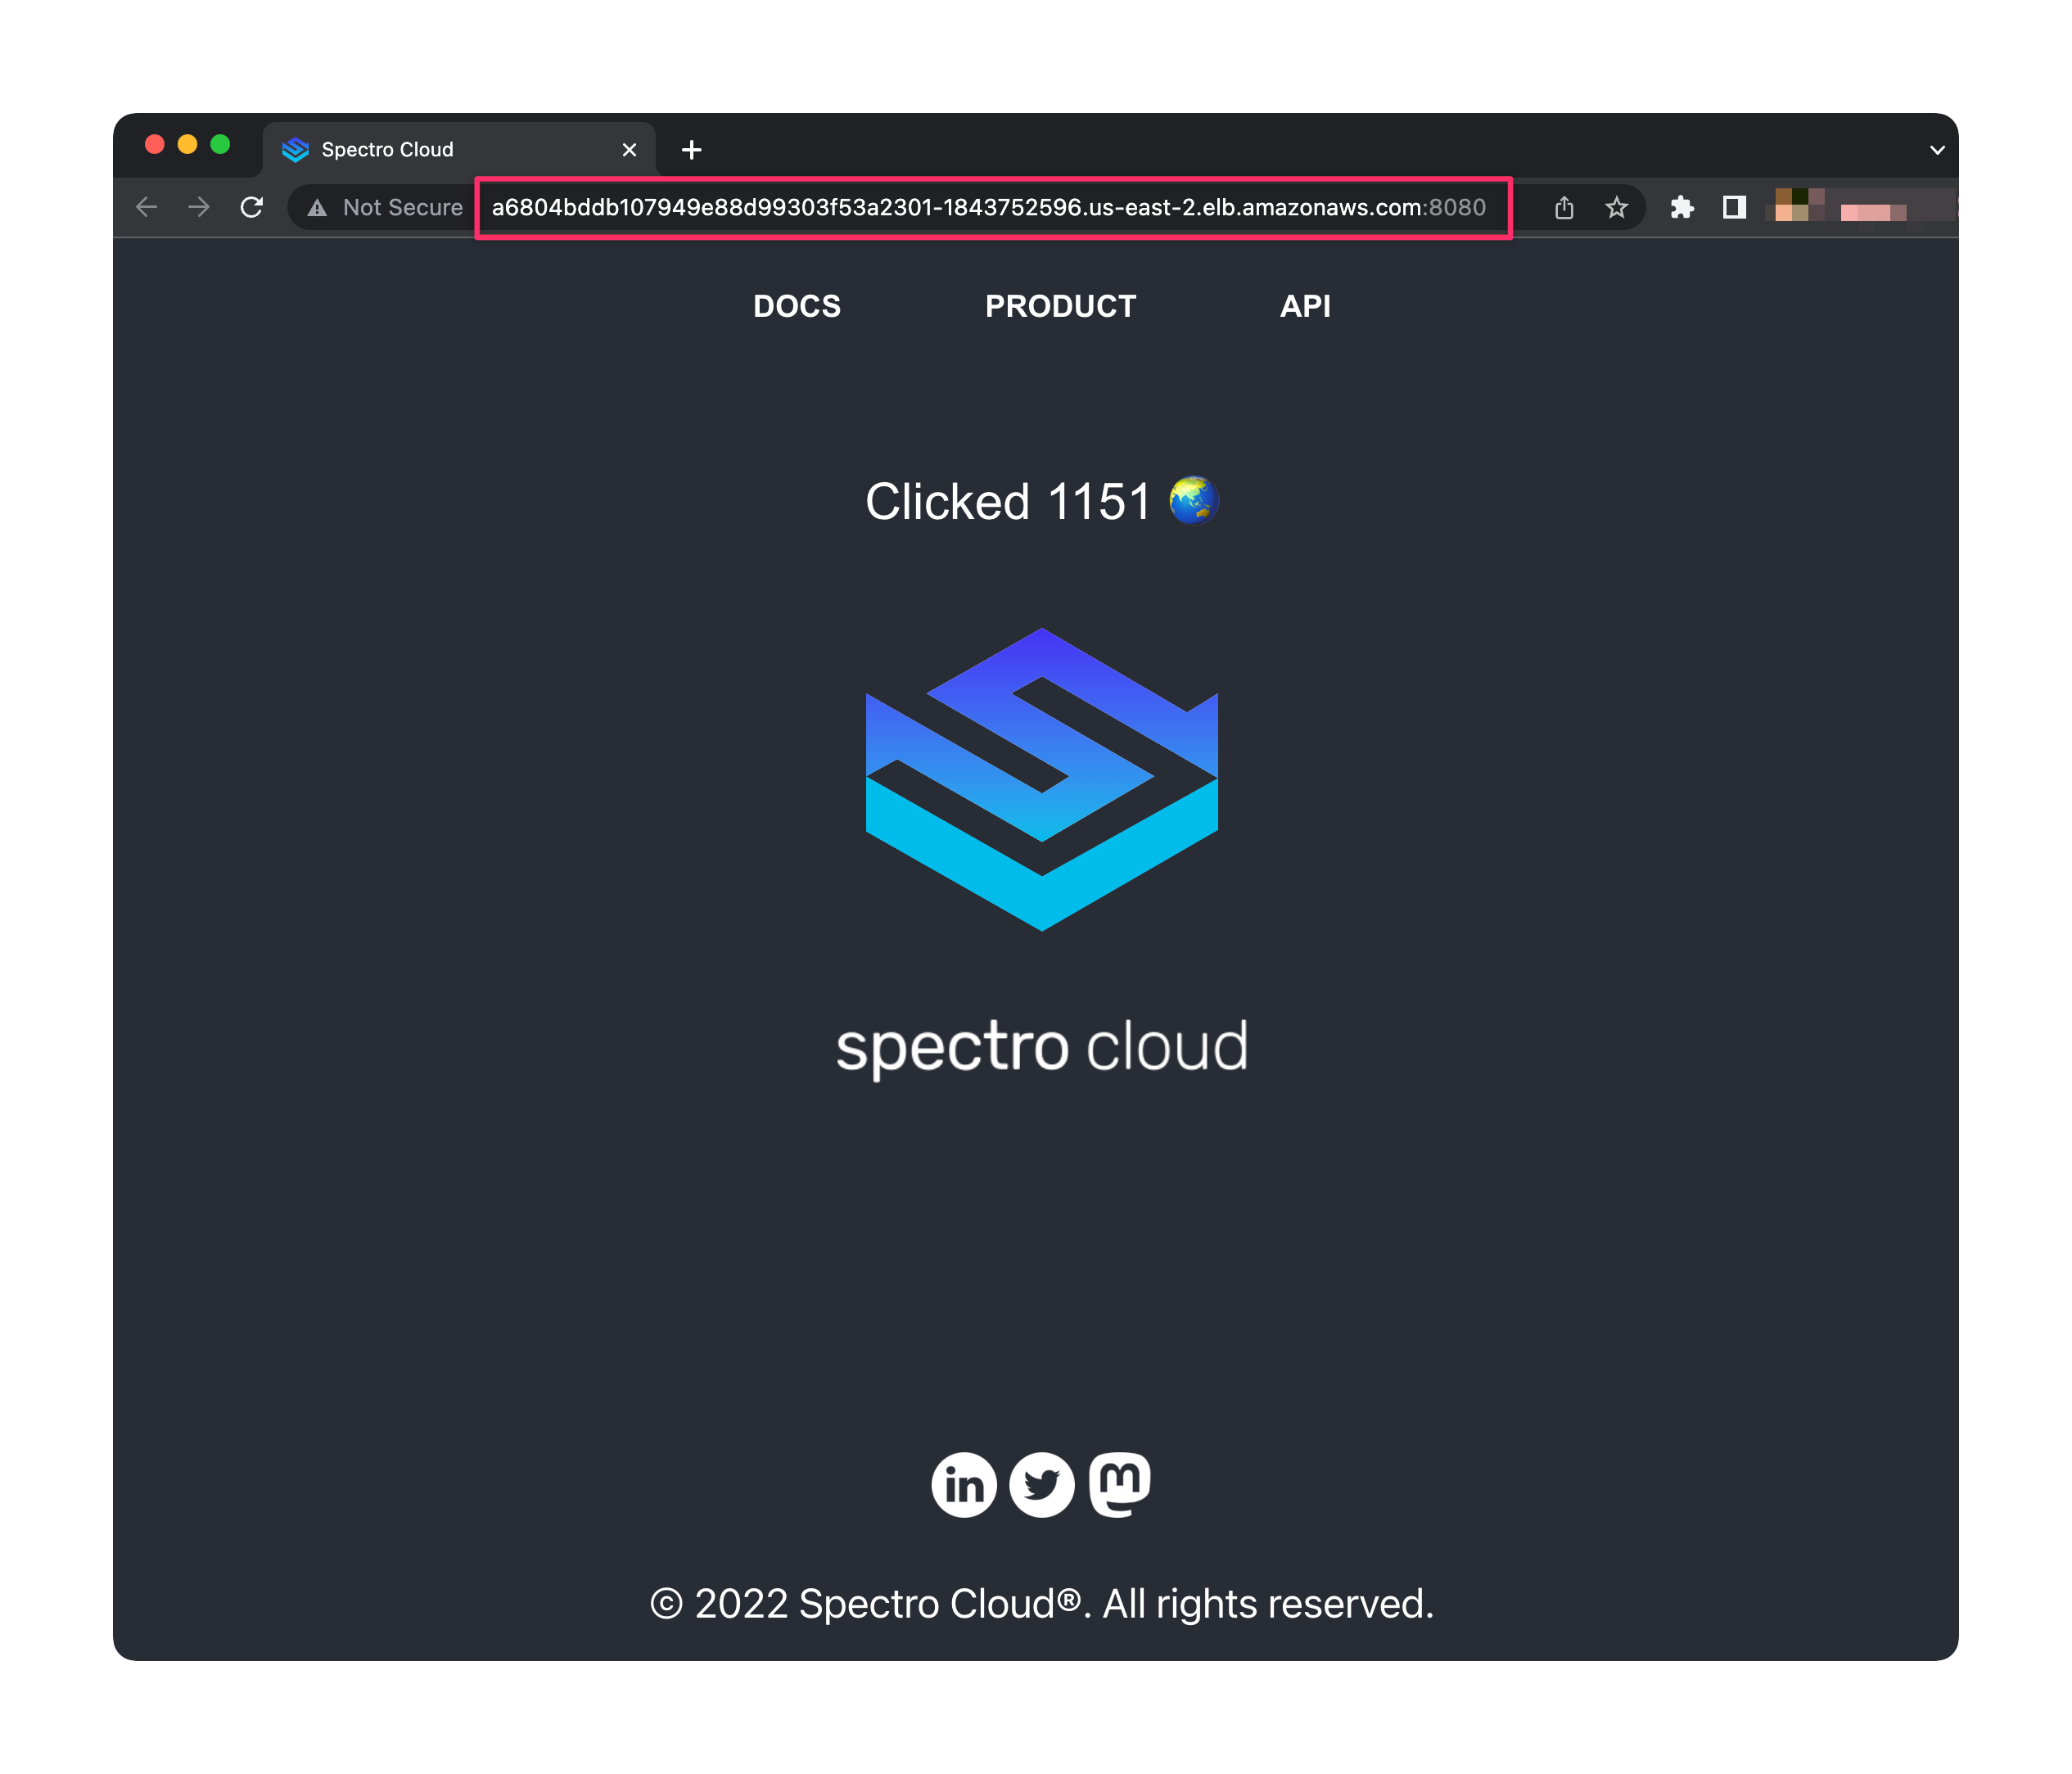 Spectro Cloud
Not Secure a6804bddb107949e88d99303f53a2301-1843752596.us-east-2.elb.amazonaws.com:8080
DOCS PRODUCT API
Clicked 1151 🌏
spectro cloud
in m
© 2022 Spectro Cloud®. All rights reserved.